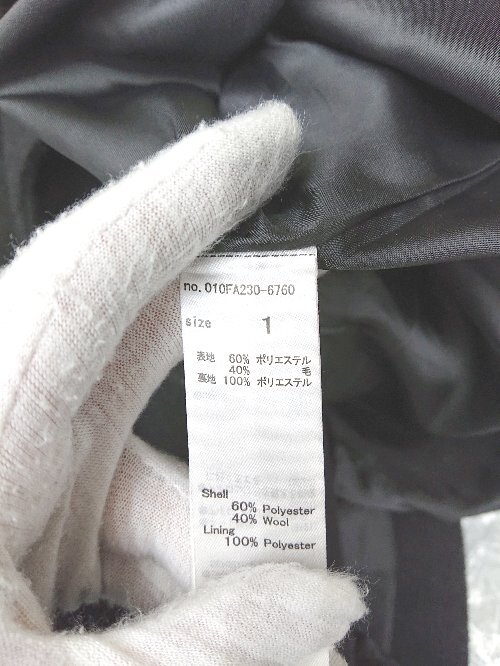 no.010FA230-6760
size 1
表地 60% ポリエステル
40% 毛
裏地 100% ポリエステル
Shell
60% Polyester
40% Wool
Lining
100% Polyester